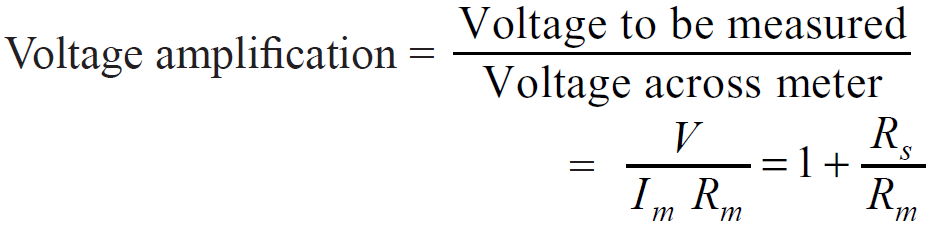 Voltage amplification = Voltage to be measured / Voltage across meter
= V / I_m R_m = 1 + R_s / R_m